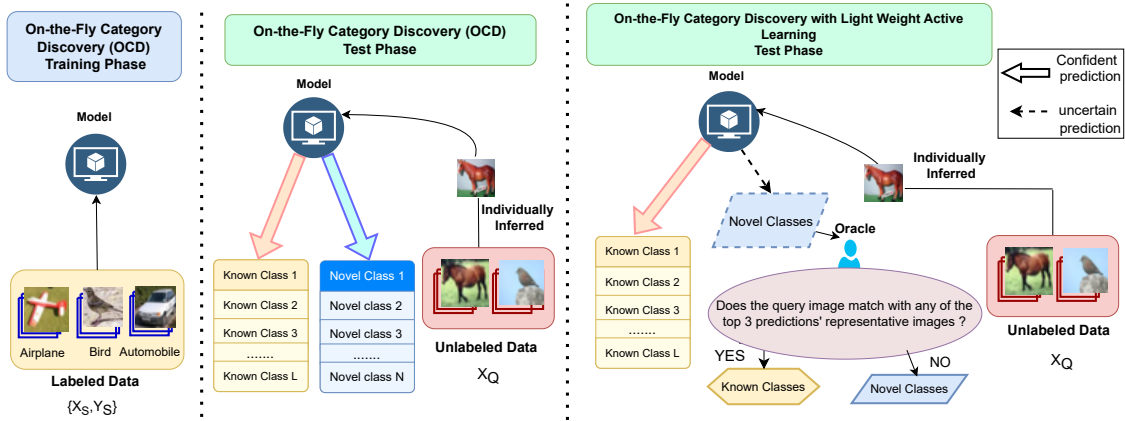 On-the-Fly Category
Discovery (OCD)
Training Phase
Model
Airplane
Bird
Automobile
Labeled Data
{XS,YS}
On-the-Fly Category Discovery (OCD)
Test Phase
Model
Individually
Inferred
Known Class 1
Known Class 2
Known Class 3
.......
Known Class L
Novel Class 1
Novel class 2
Novel class 3
.......
Novel class N
Unlabeled Data
XQ
On-the-Fly Category Discovery with Light Weight Active
Learning
Test Phase
Confident
prediction
uncertain
prediction
Model
Individually
Inferred
Novel Classes
Oracle
Known Class 1
Known Class 2
Known Class 3
.......
Known Class L
Does the query image match with any of the
top 3 predictions' representative images ?
YES
NO
Known Classes
Novel Classes
Unlabeled Data
XQ